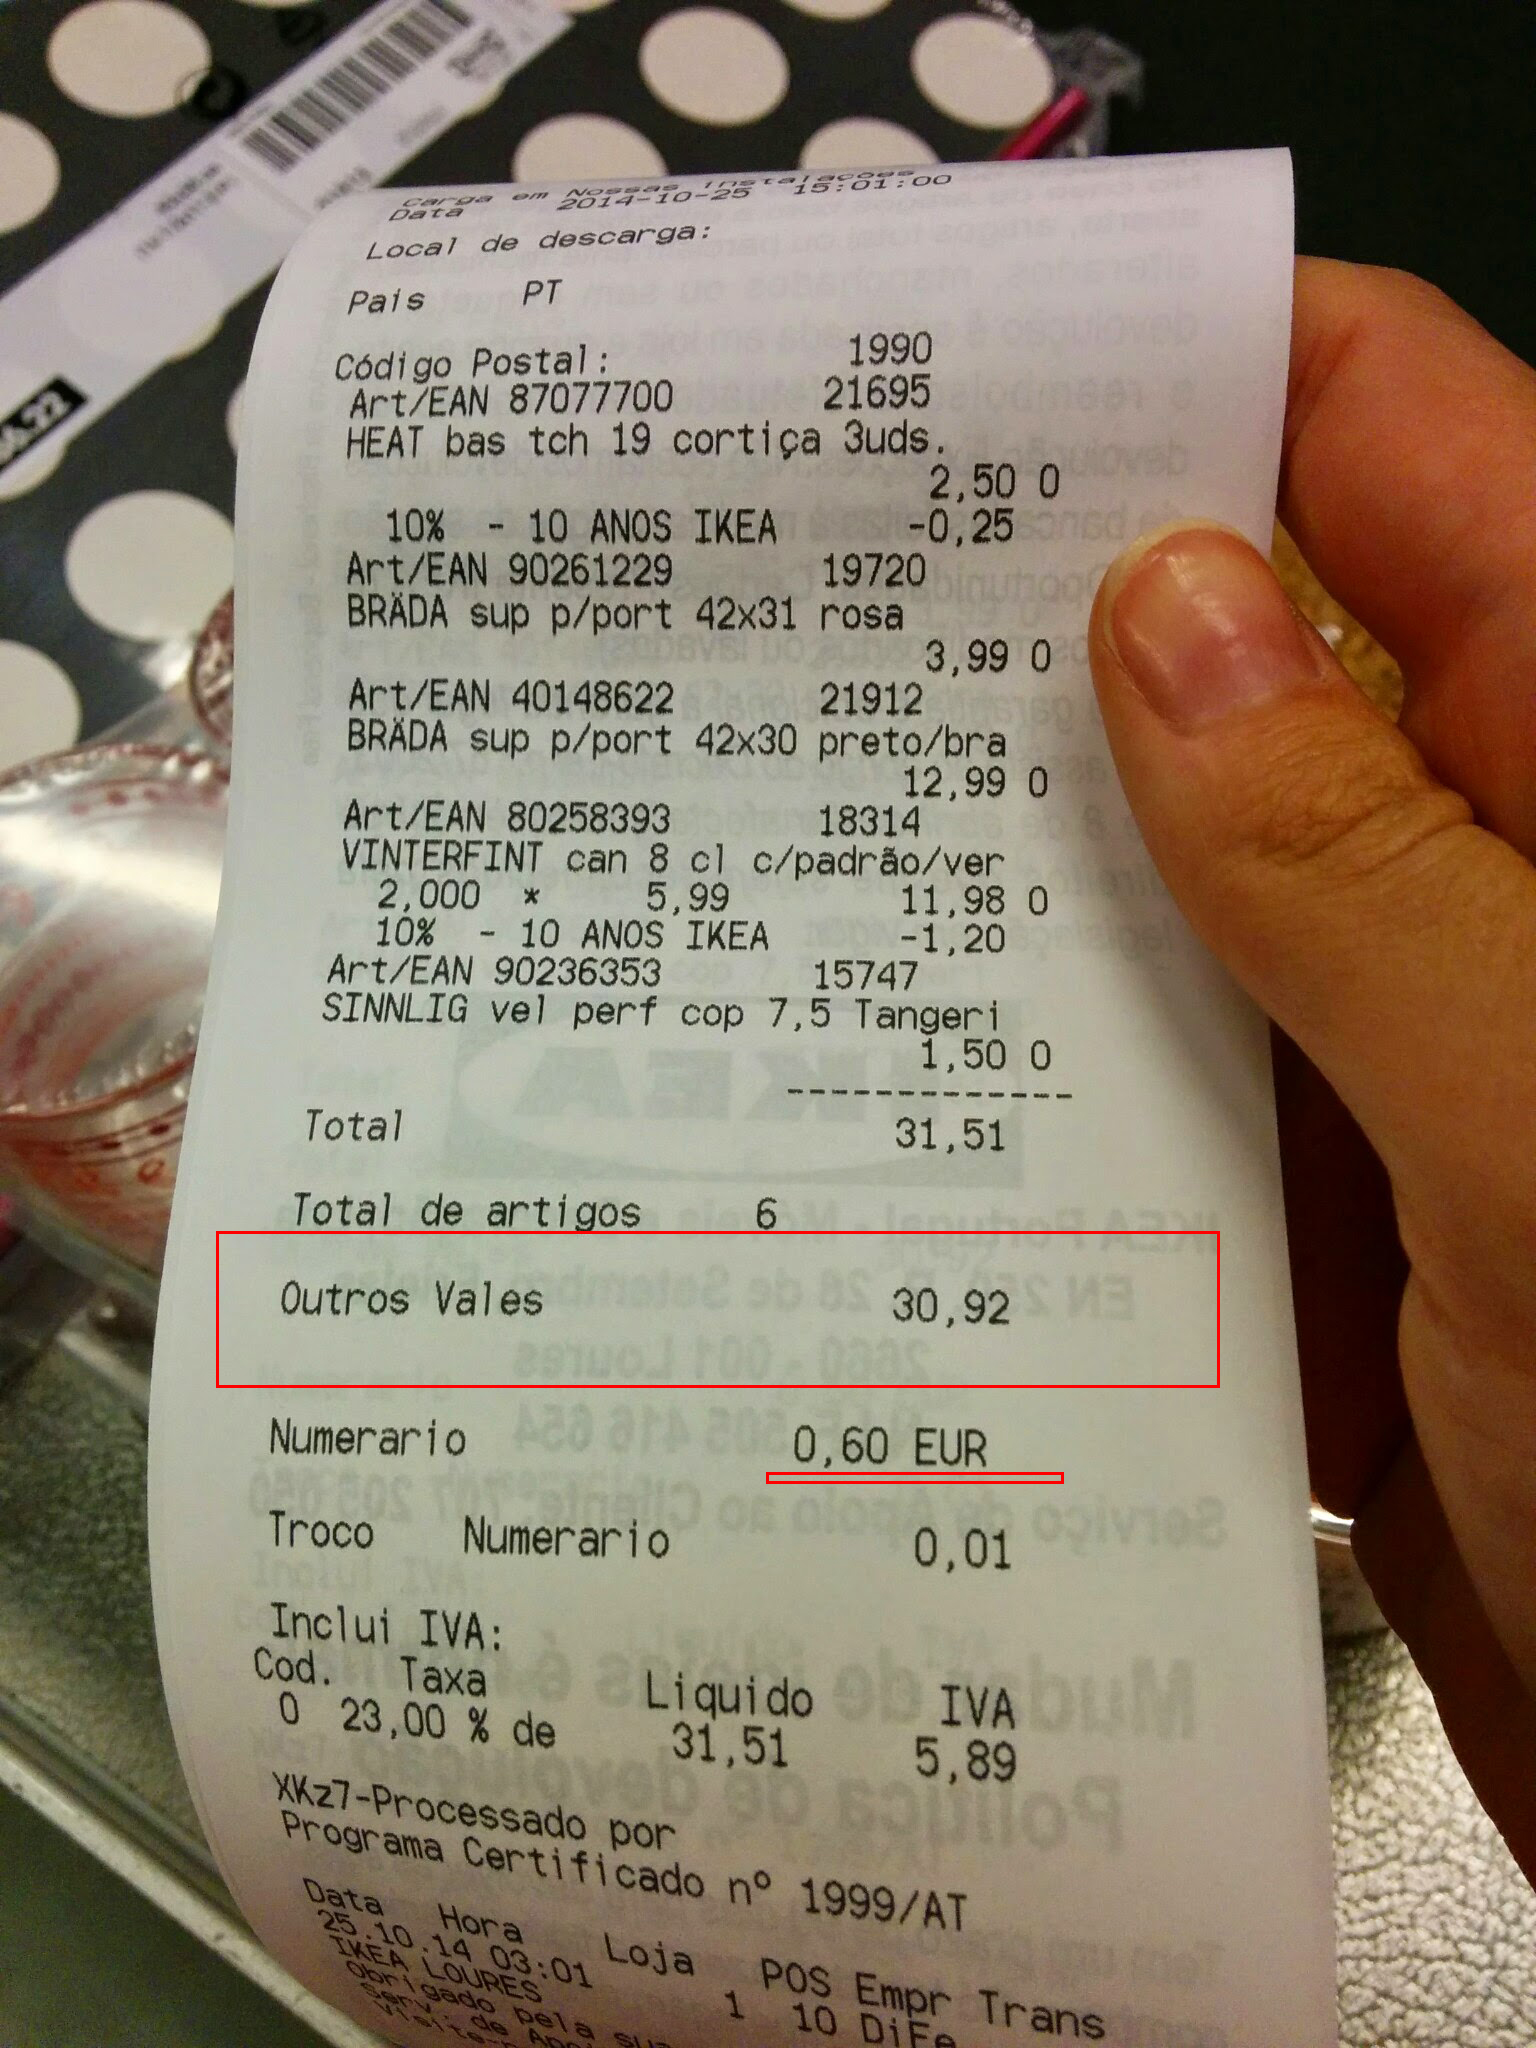 Carga em Nossas Instalacoes
Data 2014-10-25 15:01:00
Local de descarga:
Pais PT
Código Postal: 1990
Art/EAN 87077700 21695
HEAT bas tch 19 cortiça 3uds.
2,50 0
10% - 10 ANOS IKEA -0,25
Art/EAN 90261229 19720
BRÄDA sup p/port 42x31 rosa
3,99 0
Art/EAN 40148622 21912
BRÄDA sup p/port 42x30 preto/bra
12,99 0
Art/EAN 80258393 18314
VINTERFINT can 8 cl c/padrão/ver
2,000 * 5,99 11,98 0
10% - 10 ANOS IKEA -1,20
Art/EAN 90236353 15747
SINNLIG vel perf cop 7,5 Tangeri
1,50 0
-------------
Total 31,51
Total de artigos 6
Outros Vales 30,92
Numerario 0,60 EUR
Troco Numerario 0,01
Inclui IVA:
Cod. Taxa Liquido IVA
0 23,00 % de 31,51 5,89
XKz7-Processado por
Programa Certificado nº 1999/AT
Data Hora Loja POS Empr Trans
25.10.14 03:01 1 10 DiFe
IKEA LOURES
Obrigado pela sua
Serv. de